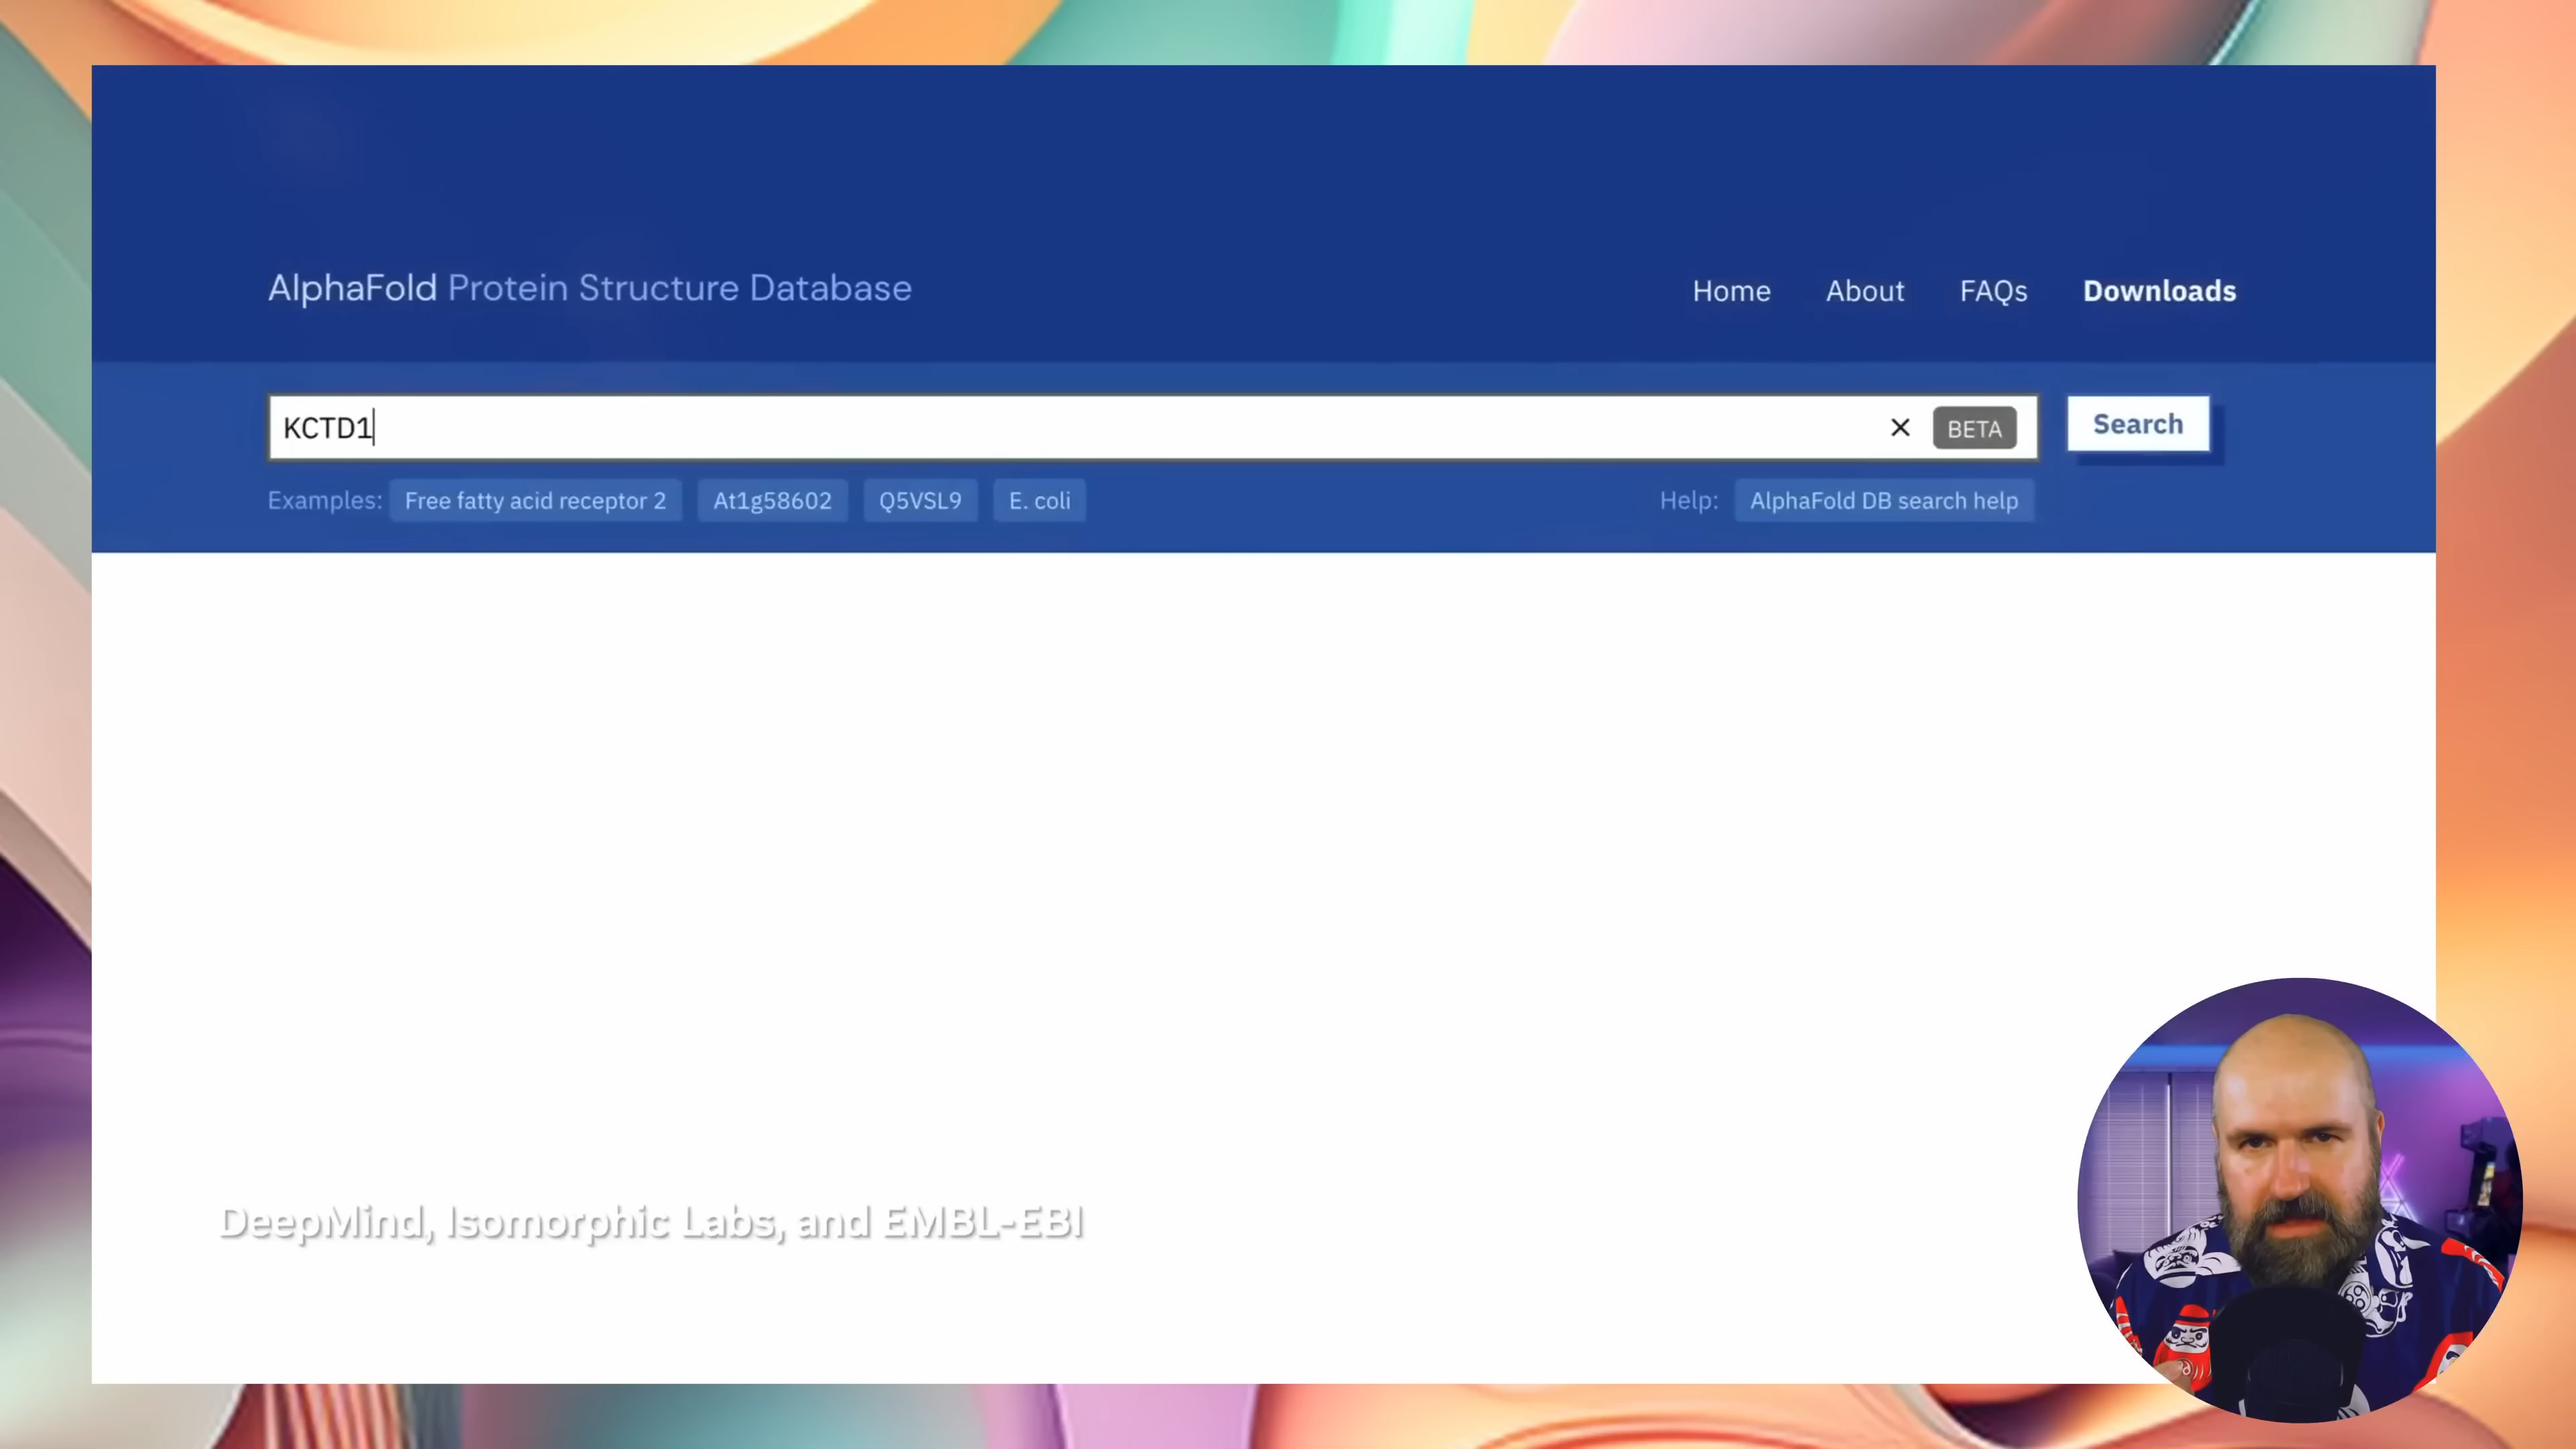 AlphaFold Protein Structure Database
Home About FAQs Downloads
KCTD1
× BETA
Search
Examples: Free fatty acid receptor 2 At1g58602 Q5VSL9 E. coli
Help: AlphaFold DB search help
DeepMind, Isomorphic Labs, and EMBL-EBI